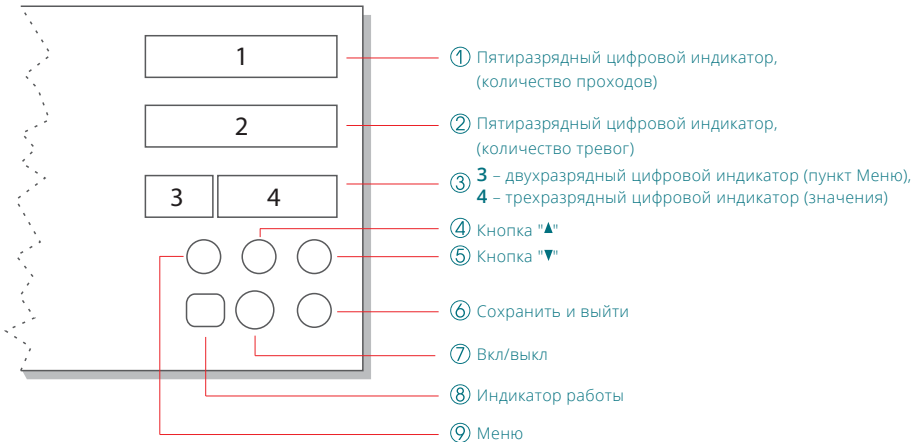 1
① Пятиразрядный цифровой индикатор,
(количество проходов)
2
② Пятиразрядный цифровой индикатор,
(количество тревог)
3 4
③ 3 – двухразрядный цифровой индикатор (пункт Меню),
4 – трехразрядный цифровой индикатор (значения)
④ Кнопка "▲"
⑤ Кнопка "▼"
⑥ Сохранить и выйти
⑦ Вкл/выкл
⑧ Индикатор работы
⑨ Меню